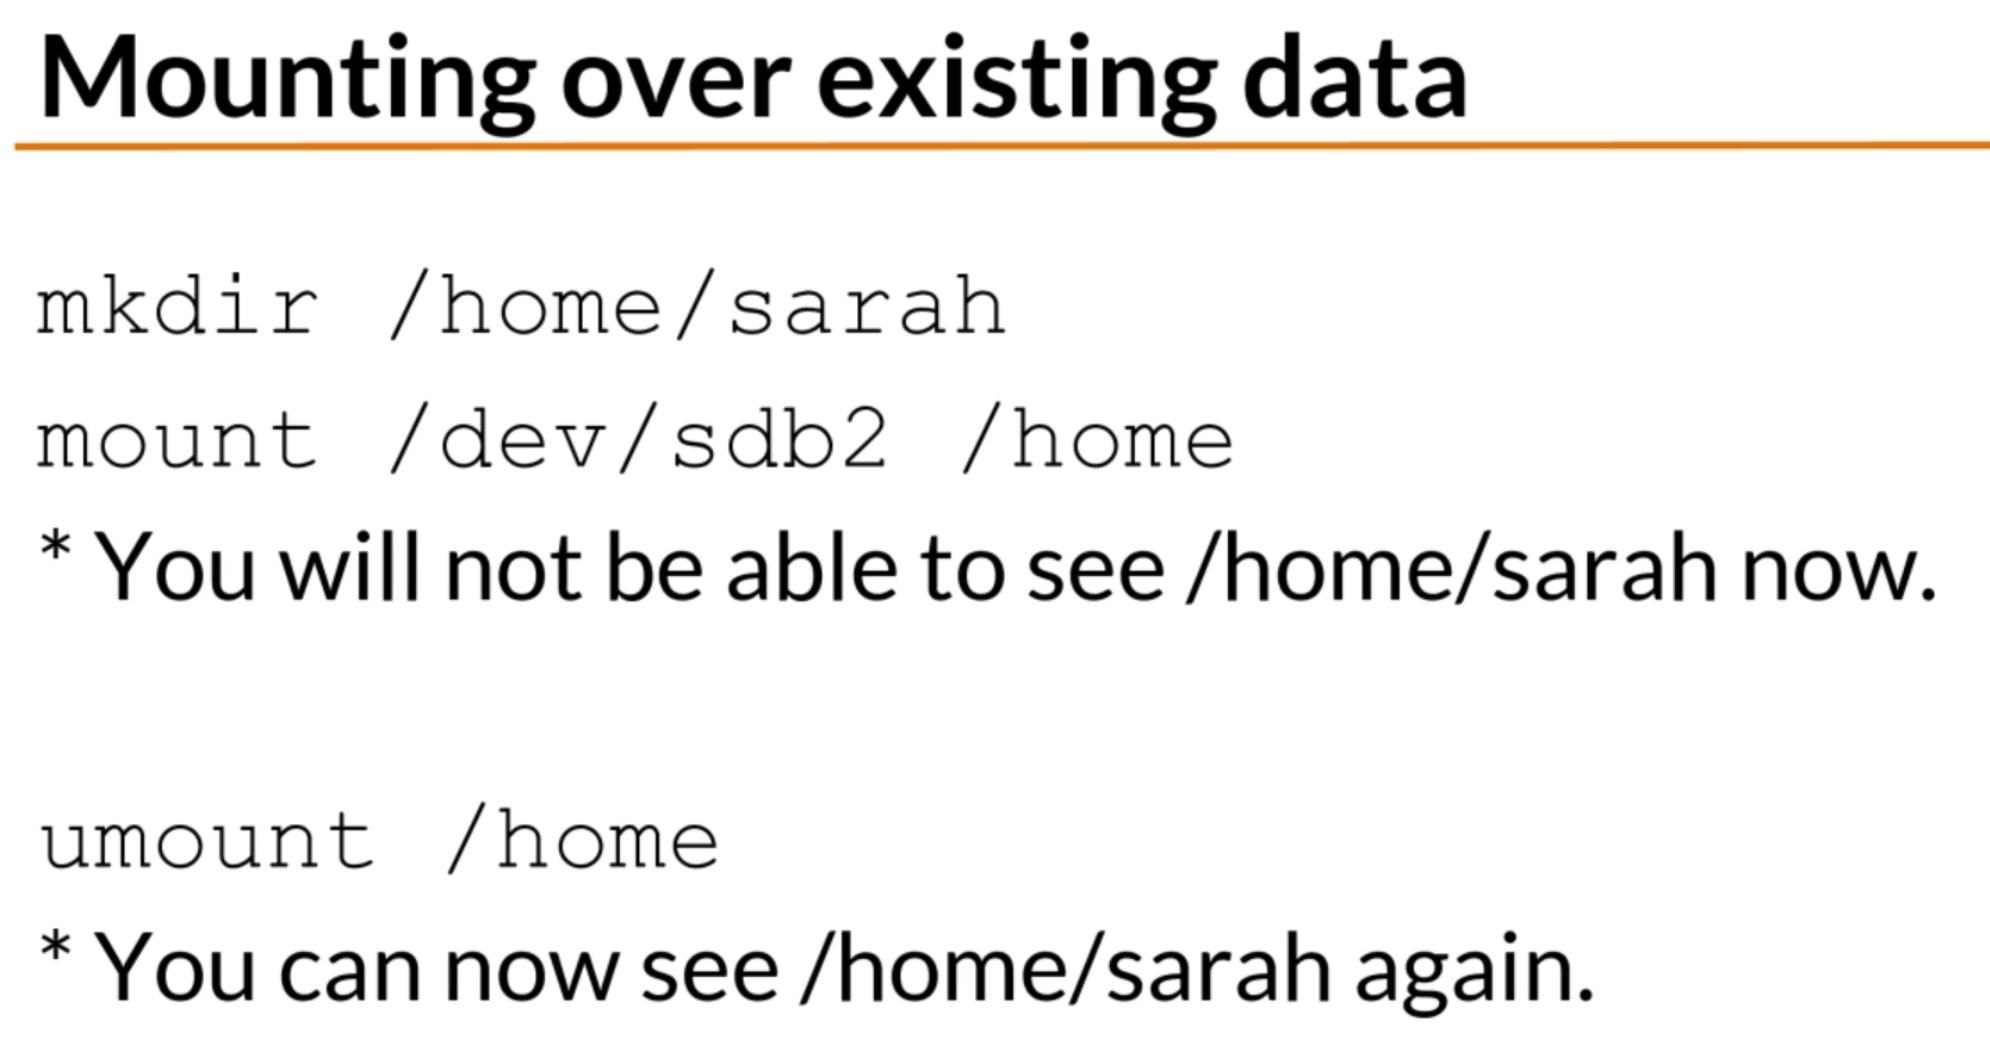 Mounting over existing data
mkdir /home/sarah
mount /dev/sdb2 /home
* You will not be able to see /home/sarah now.
umount /home
* You can now see /home/sarah again.